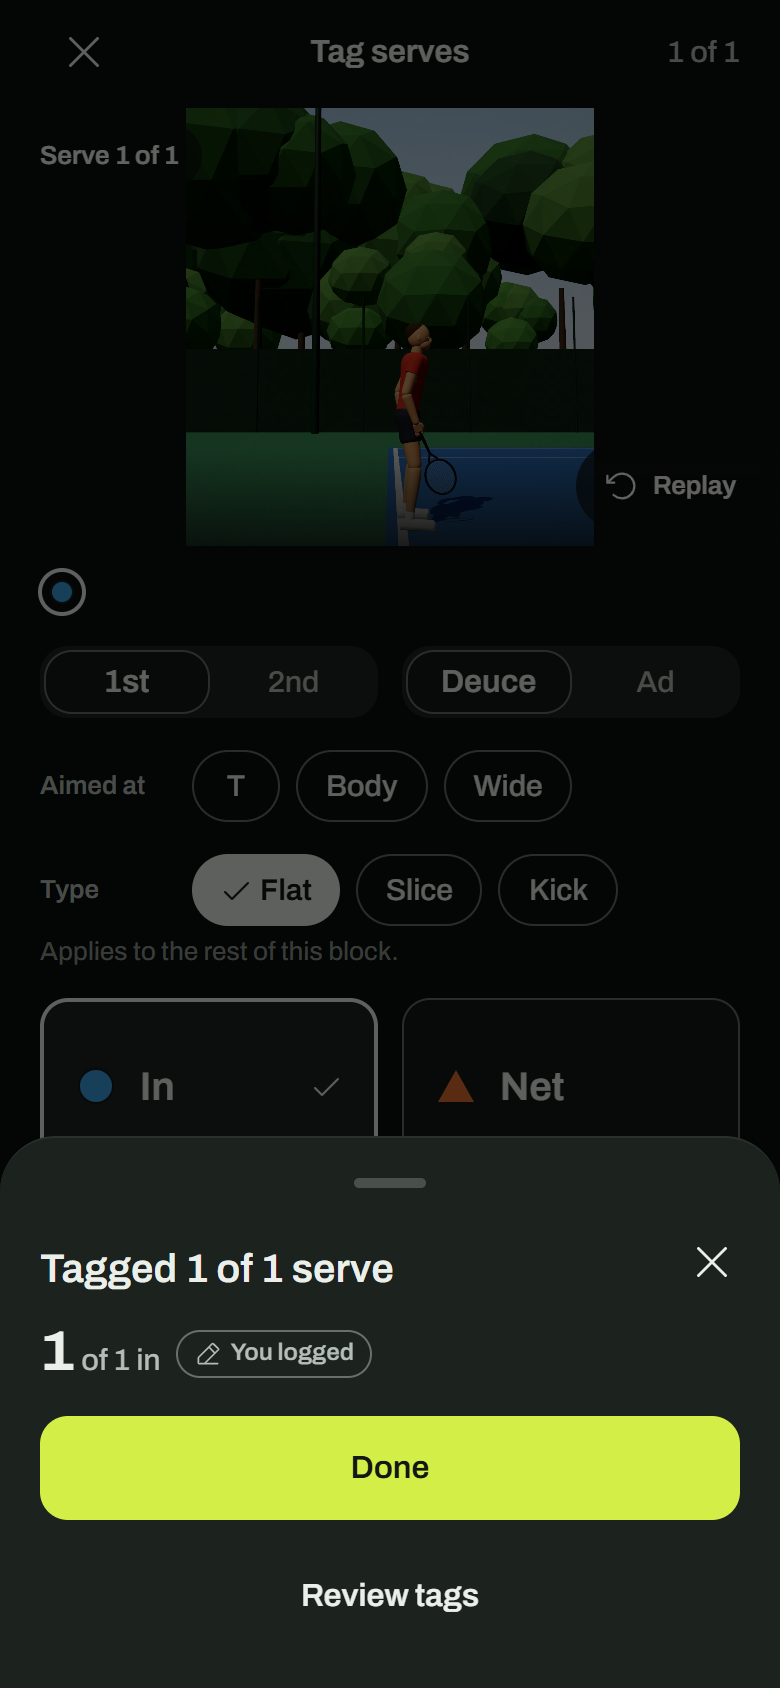 Tag serves
1 of 1
Serve 1 of 1
Replay
1st
2nd
Deuce
Ad
Aimed at
T
Body
Wide
Type
Flat
Slice
Kick
Applies to the rest of this block.
In
Net
Tagged 1 of 1 serve
1 of 1 in
You logged
Done
Review tags